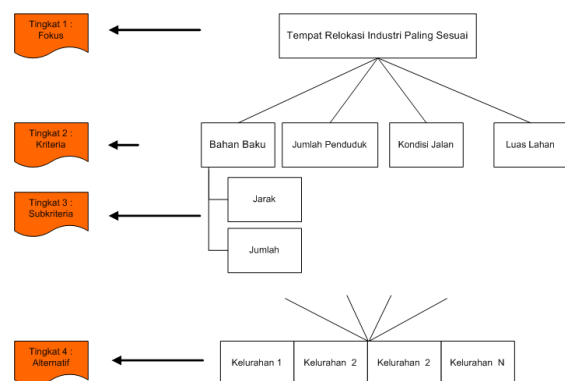 Tingkat 1 :
Fokus
Tempat Relokasi Industri Paling Sesuai
Tingkat 2 :
Kriteria
Bahan Baku
Jumlah Penduduk
Kondisi Jalan
Luas Lahan
Tingkat 3 :
Subkriteria
Jarak
Jumlah
Tingkat 4 :
Alternatif
Kelurahan 1
Kelurahan 2
Kelurahan 2
Kelurahan N